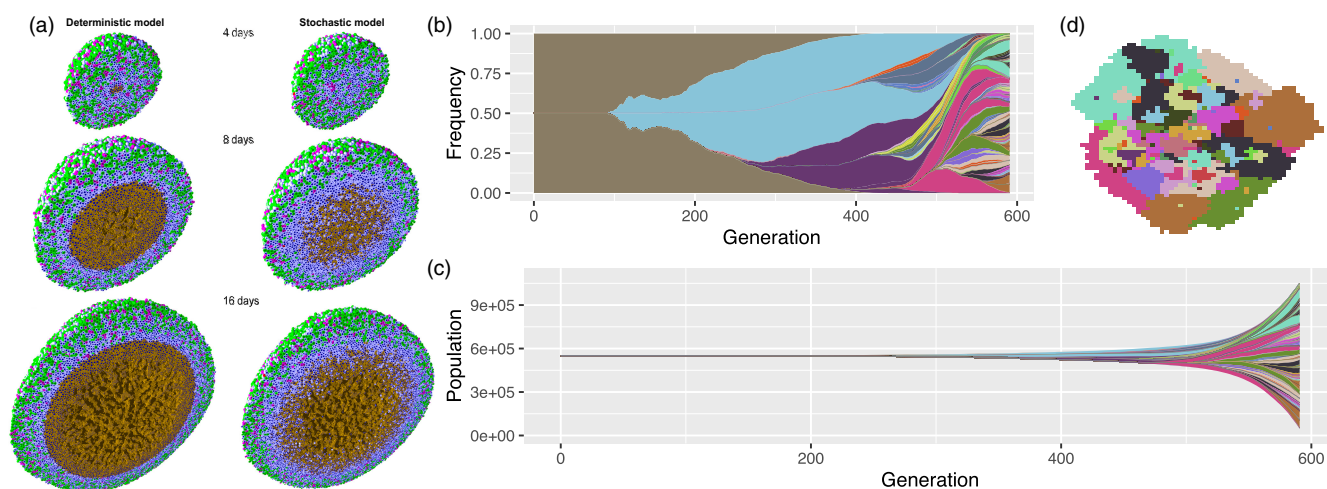 (a)
Deterministic model
Stochastic model
4 days
8 days
16 days
(b)
1.00
0.75
0.50
0.25
0.00
Frequency
0
200
400
600
Generation
(d)
(c)
9e+05
6e+05
3e+05
0e+00
Population
0
200
400
600
Generation